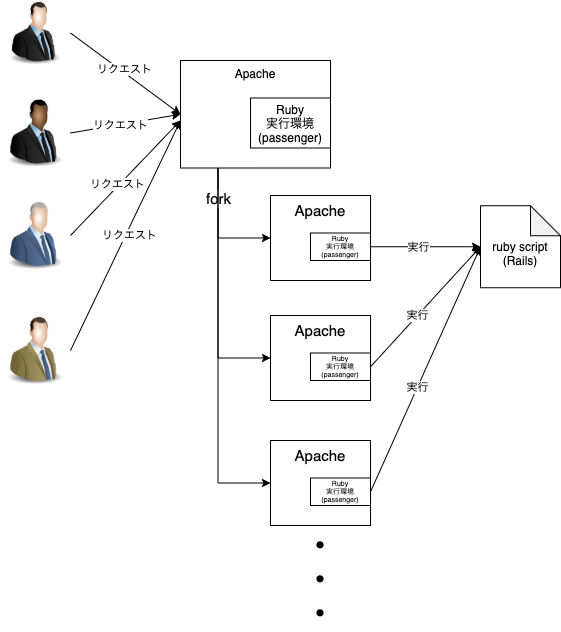 リクエスト
Apache
Ruby
実行環境
(passenger)
リクエスト
リクエスト
リクエスト
fork
Apache
Ruby
実行環境
(passenger)
実行
ruby script
(Rails)
Apache
Ruby
実行環境
(passenger)
実行
Apache
Ruby
実行環境
(passenger)
実行